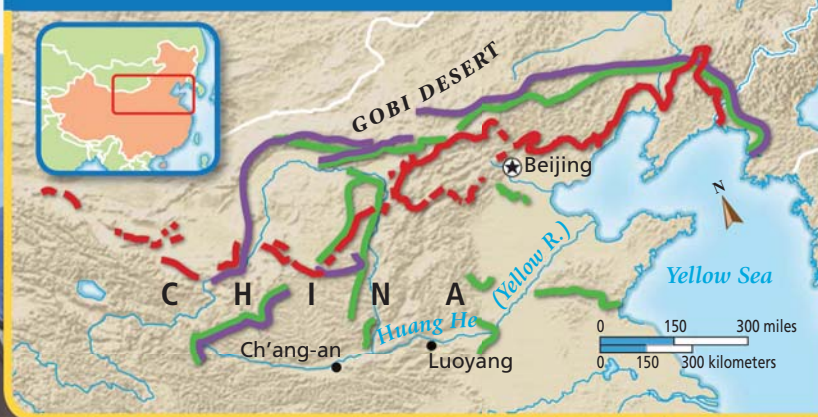 GOBI DESERT
Beijing
N
CHINA
(Yellow R.)
Yellow Sea
Huang He
Ch'ang-an
Luoyang
0 150 300 miles
0 150 300 kilometers